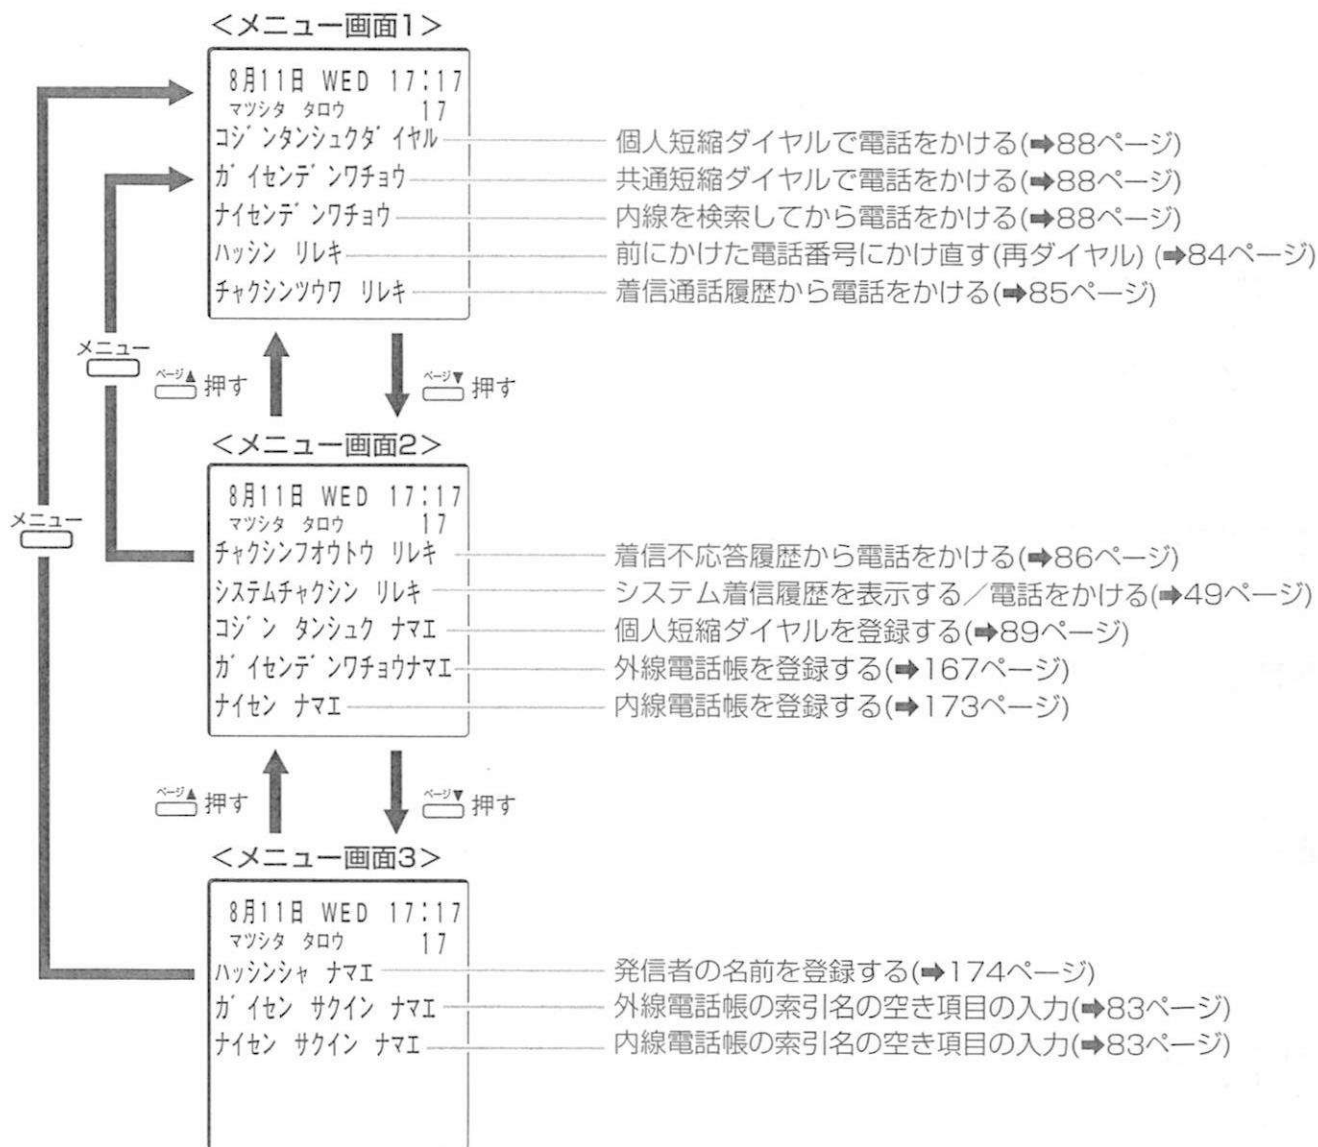 ＜メニュー画面1＞
8月11日 WED 17:17
マツシタ タロウ 17
コジンタンシュクダイヤル 個人短縮ダイヤルで電話をかける(➡88ページ)
ガイセンデンワチョウ 共通短縮ダイヤルで電話をかける(➡88ページ)
ナイセンデンワチョウ 内線を検索してから電話をかける(➡88ページ)
ハッシン リレキ 前にかけた電話番号にかけ直す(再ダイヤル) (➡84ページ)
チャクシンツウワ リレキ 着信通話履歴から電話をかける(➡85ページ)
メニュー
ページ▲ 押す ページ▼ 押す
＜メニュー画面2＞
8月11日 WED 17:17
マツシタ タロウ 17
メニュー
チャクシンフオウトウ リレキ 着信不応答履歴から電話をかける(➡86ページ)
システムチャクシン リレキ システム着信履歴を表示する／電話をかける(➡49ページ)
コジン タンシュク ナマエ 個人短縮ダイヤルを登録する(➡89ページ)
ガイセンデンワチョウナマエ 外線電話帳を登録する(➡167ページ)
ナイセン ナマエ 内線電話帳を登録する(➡173ページ)
ページ▲ 押す ページ▼ 押す
＜メニュー画面3＞
8月11日 WED 17:17
マツシタ タロウ 17
ハッシンシャ ナマエ 発信者の名前を登録する(➡174ページ)
ガイセン サクイン ナマエ 外線電話帳の索引名の空き項目の入力(➡83ページ)
ナイセン サクイン ナマエ 内線電話帳の索引名の空き項目の入力(➡83ページ)